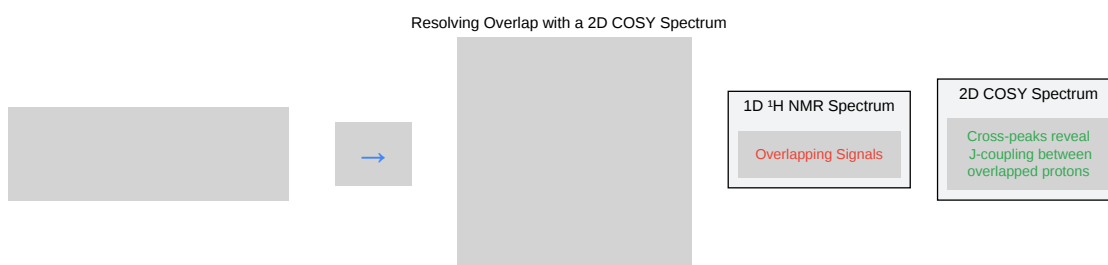 Resolving Overlap with a 2D COSY Spectrum
→
1D ¹H NMR Spectrum
Overlapping Signals
2D COSY Spectrum
Cross-peaks reveal
J-coupling between
overlapped protons